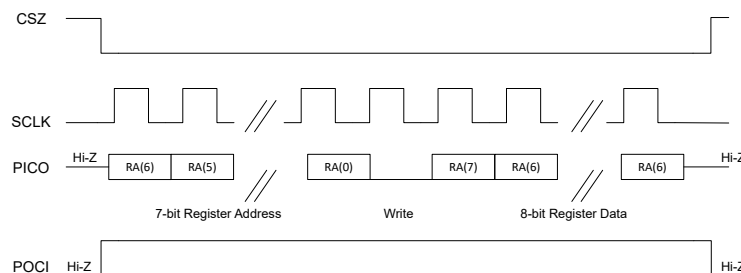 CSZ
SCLK
PICO Hi-Z RA(6) RA(5) RA(0) RA(7) RA(6) RA(6) Hi-Z
7-bit Register Address Write 8-bit Register Data
POCI Hi-Z Hi-Z